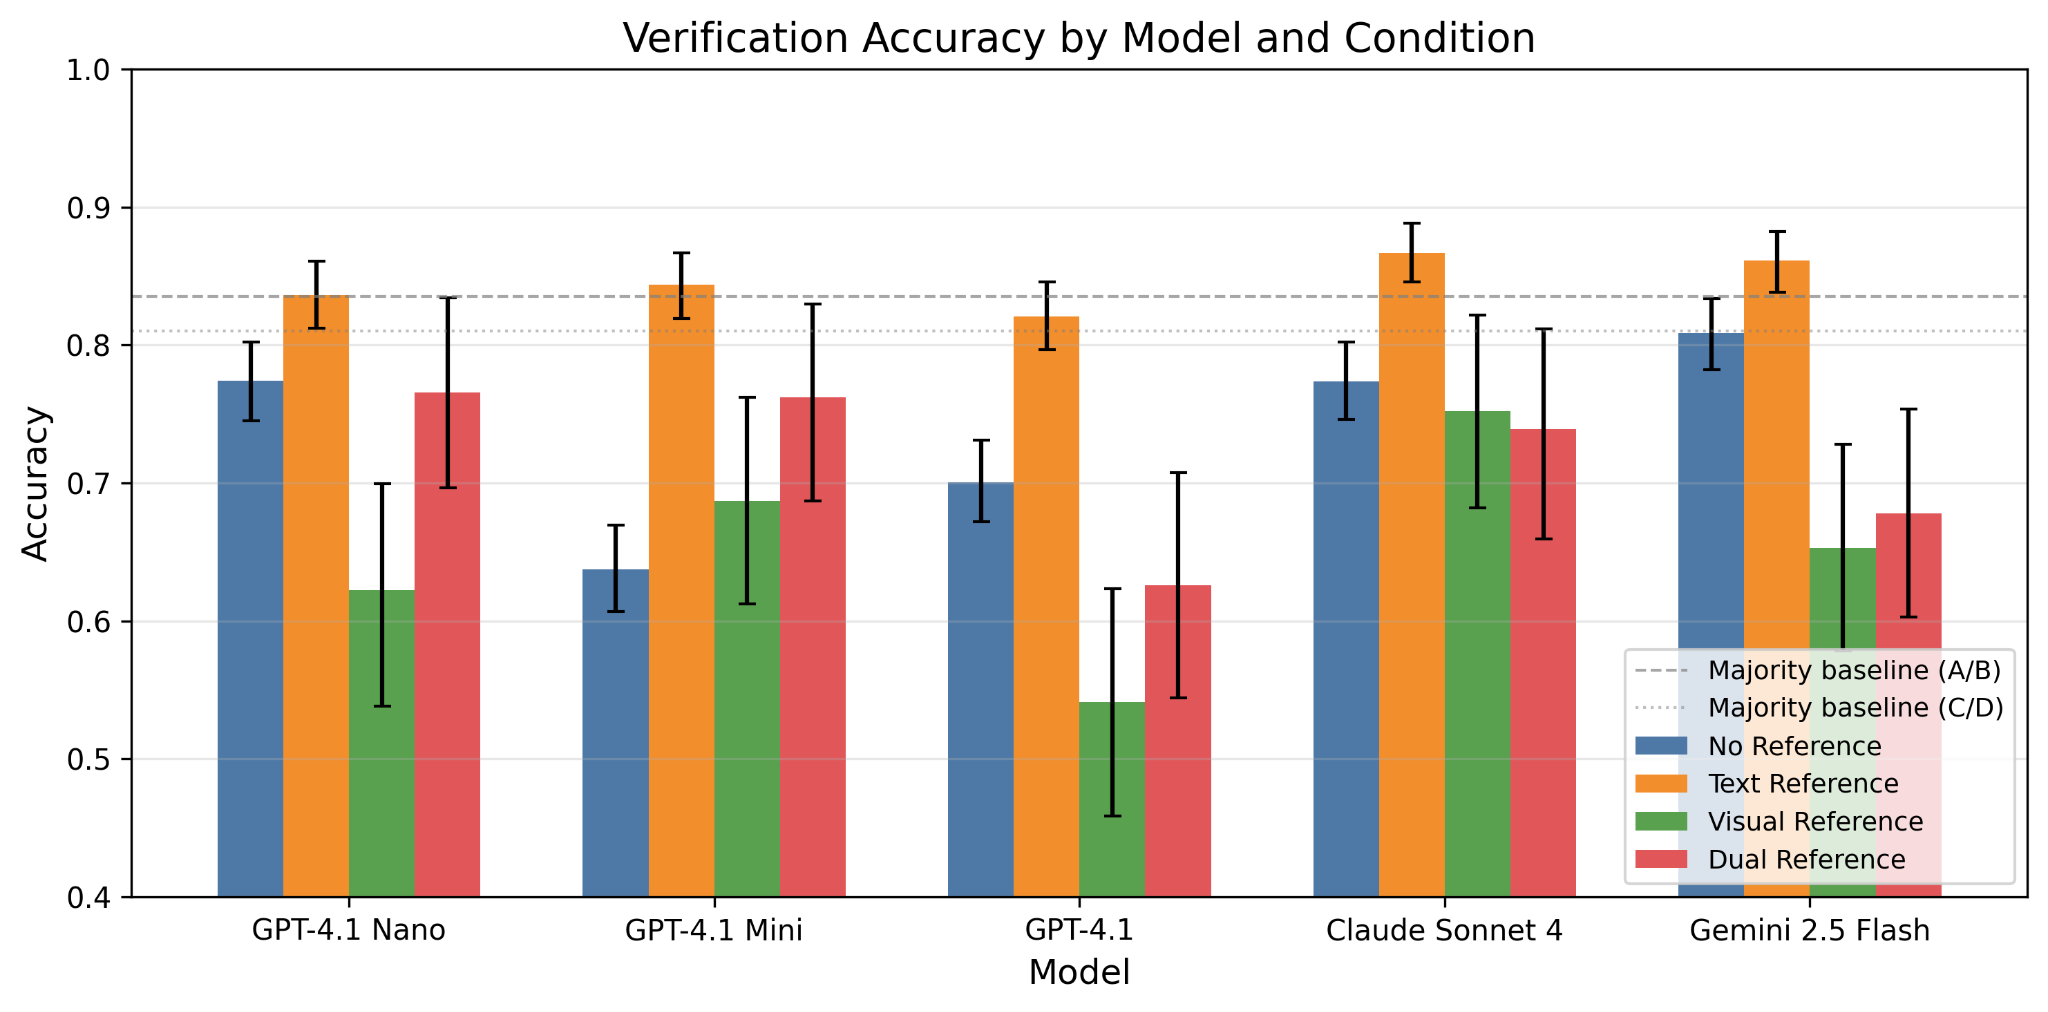 Verification Accuracy by Model and Condition
1.0
0.9
0.8
0.7
0.6
0.5
0.4
Accuracy
Majority baseline (A/B)
Majority baseline (C/D)
No Reference
Text Reference
Visual Reference
Dual Reference
GPT-4.1 Nano
GPT-4.1 Mini
GPT-4.1
Claude Sonnet 4
Gemini 2.5 Flash
Model